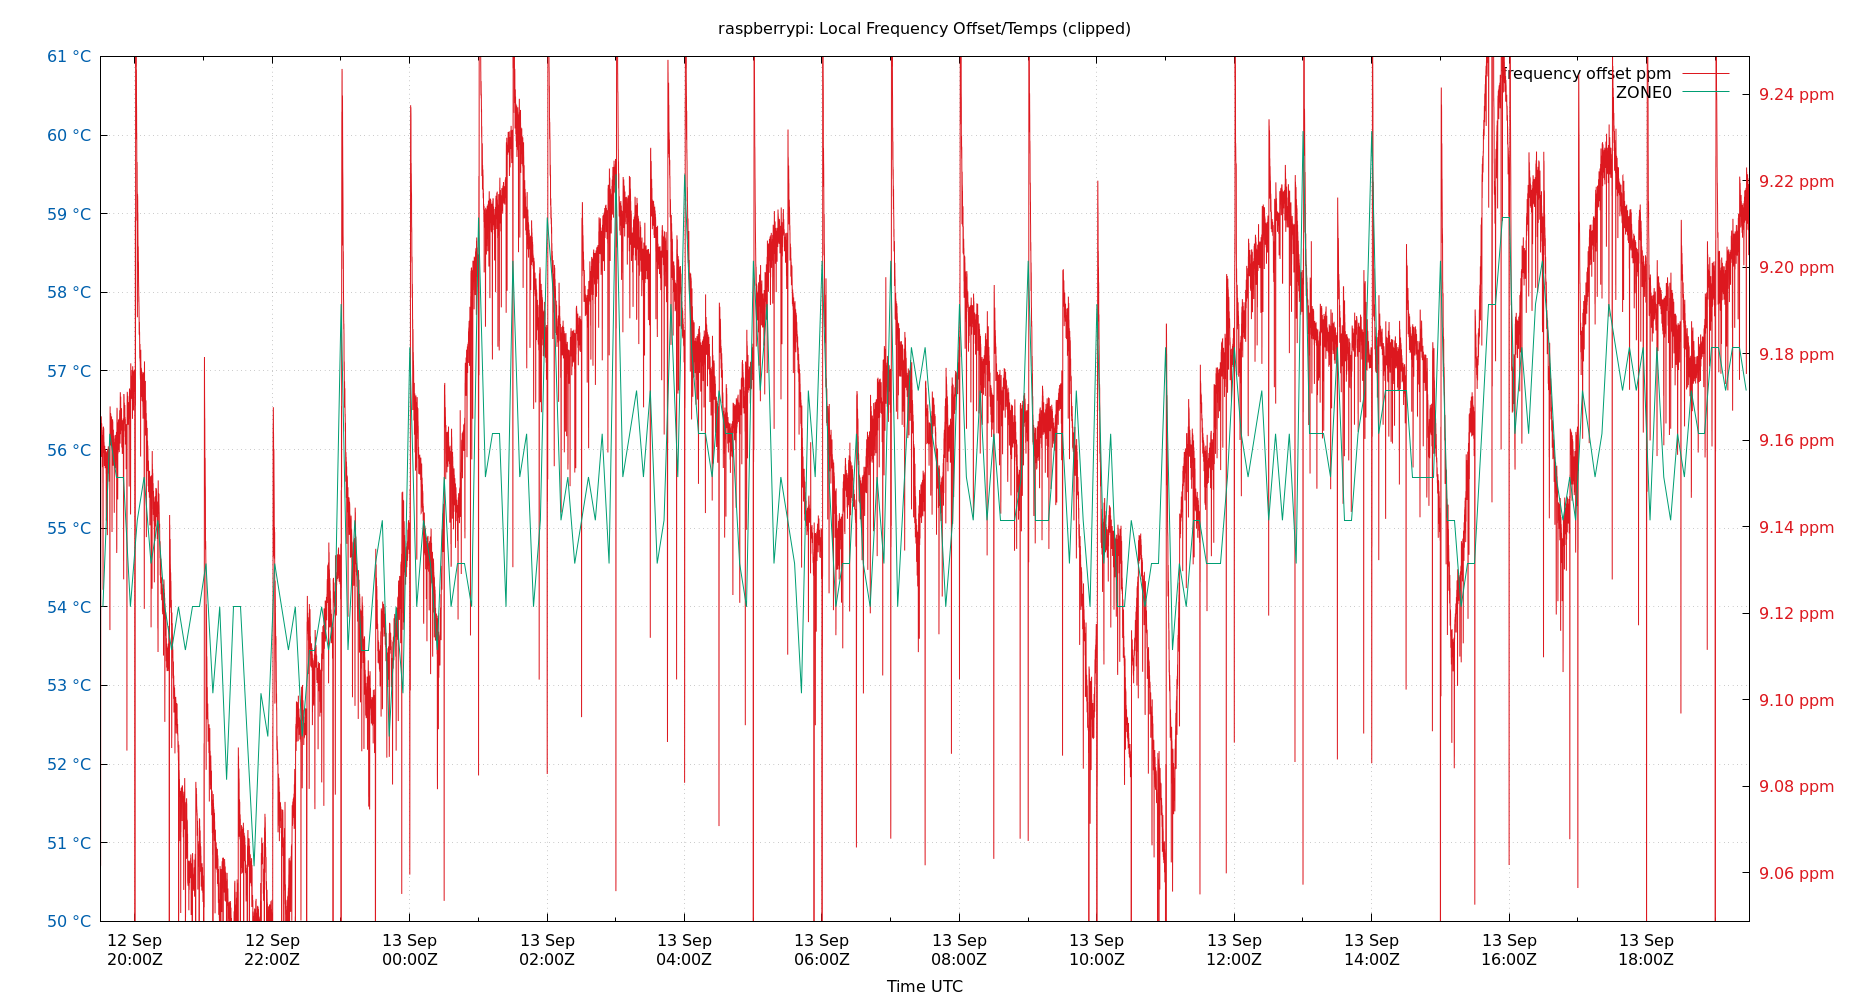 raspberrypi: Local Frequency Offset/Temps (clipped)
61 °C
60 °C
59 °C
58 °C
57 °C
56 °C
55 °C
54 °C
53 °C
52 °C
51 °C
50 °C
frequency offset ppm
ZONE0
9.24 ppm
9.22 ppm
9.20 ppm
9.18 ppm
9.16 ppm
9.14 ppm
9.12 ppm
9.10 ppm
9.08 ppm
9.06 ppm
12 Sep 12 Sep 13 Sep 13 Sep 13 Sep 13 Sep 13 Sep 13 Sep 13 Sep 13 Sep 13 Sep 13 Sep
20:00Z 22:00Z 00:00Z 02:00Z 04:00Z 06:00Z 08:00Z 10:00Z 12:00Z 14:00Z 16:00Z 18:00Z
Time UTC